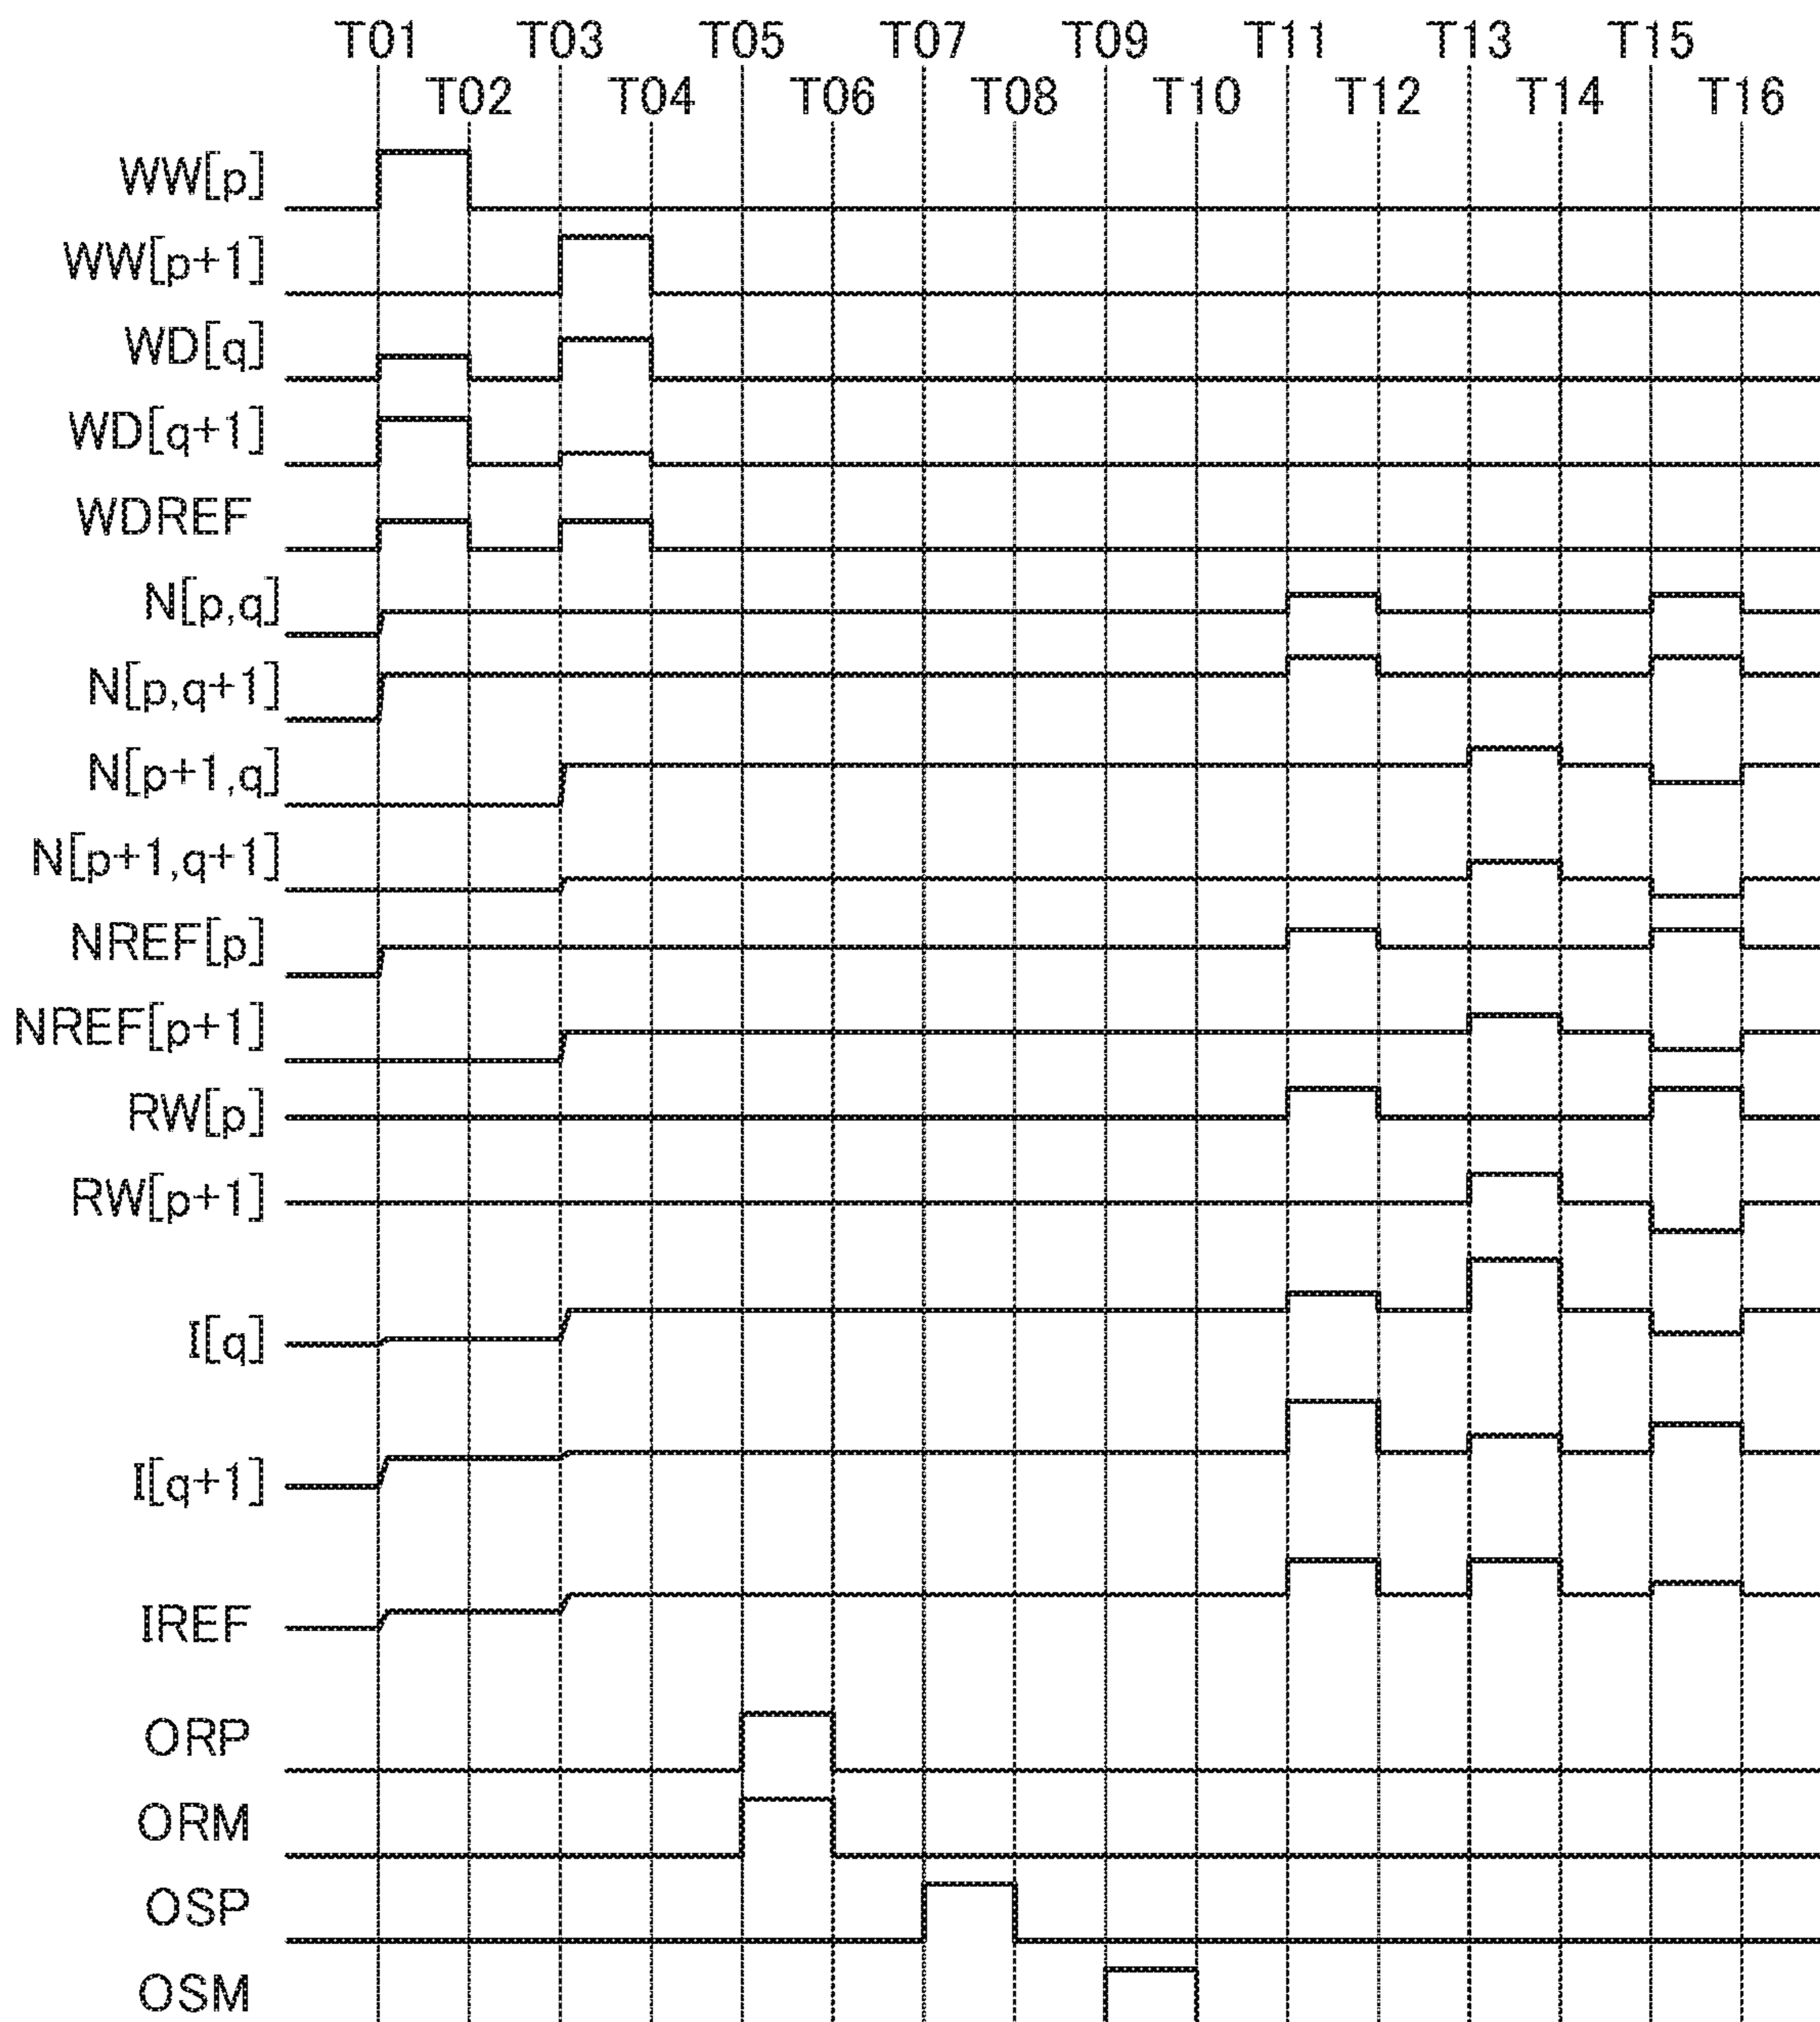 T01 T03 T05 T07 T09 T11 T13 T15
T02 T04 T06 T08 T10 T12 T14 T16
WW[p]
WW[p+1]
WD[q]
WD[q+1]
WDREF
N[p,q]
N[p,q+1]
N[p+1,q]
N[p+1,q+1]
NREF[p]
NREF[p+1]
RW[p]
RW[p+1]
I[q]
I[q+1]
IREF
ORP
ORM
OSP
OSM